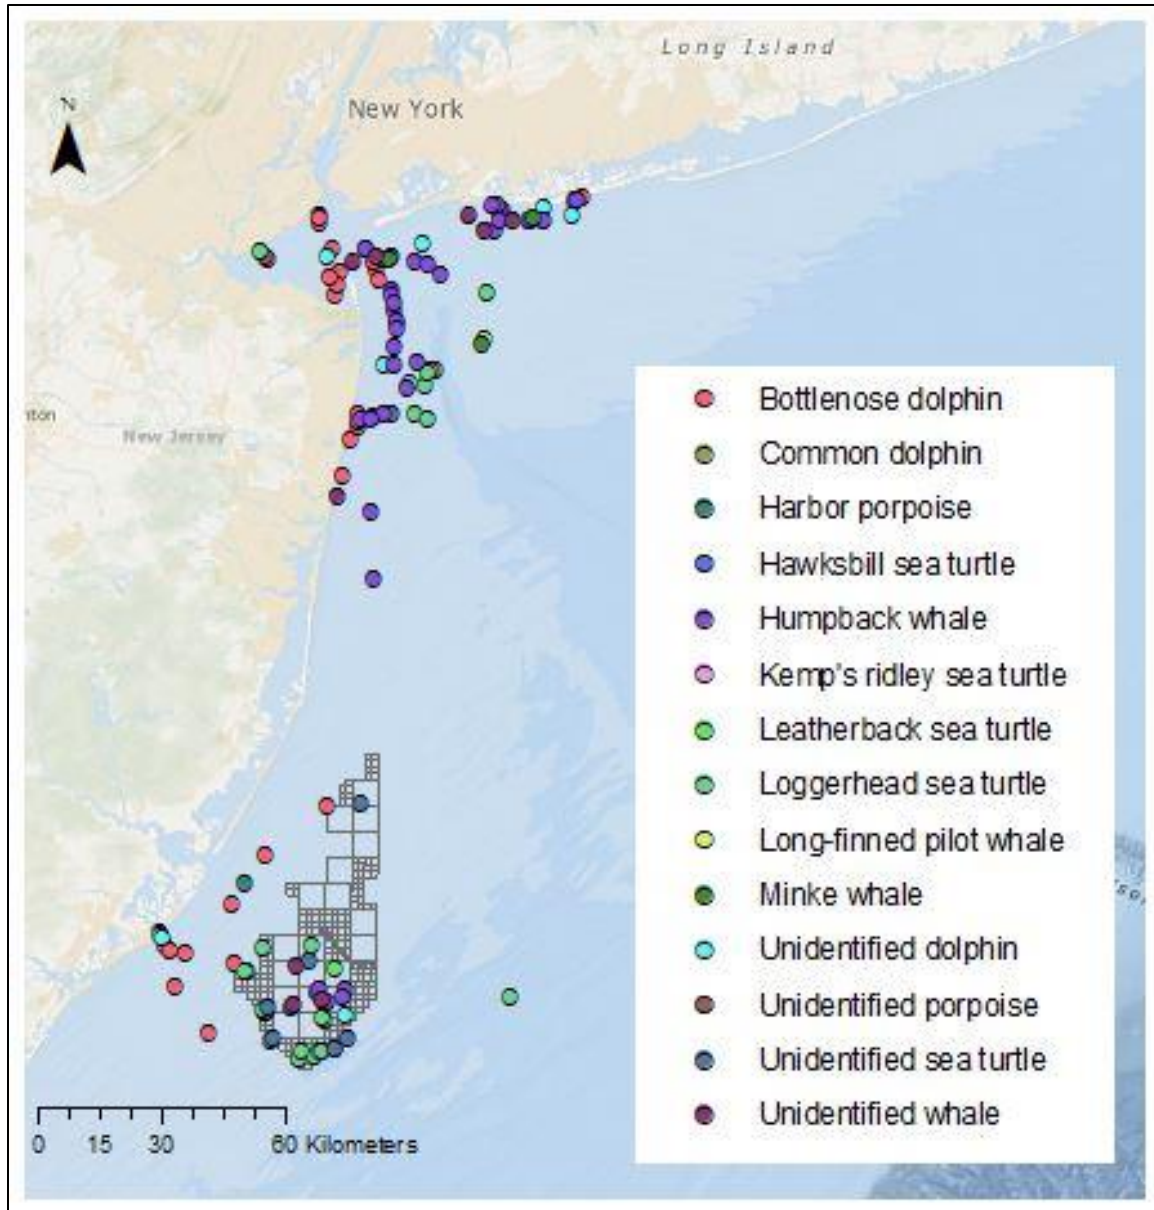 Long Island
N
New York
New Jersey
Bottlenose dolphin
Common dolphin
Harbor porpoise
Hawksbill sea turtle
Humpback whale
Kemp's ridley sea turtle
Leatherback sea turtle
Loggerhead sea turtle
Long-finned pilot whale
Minke whale
Unidentified dolphin
Unidentified porpoise
Unidentified sea turtle
Unidentified whale
0 15 30 60 Kilometers